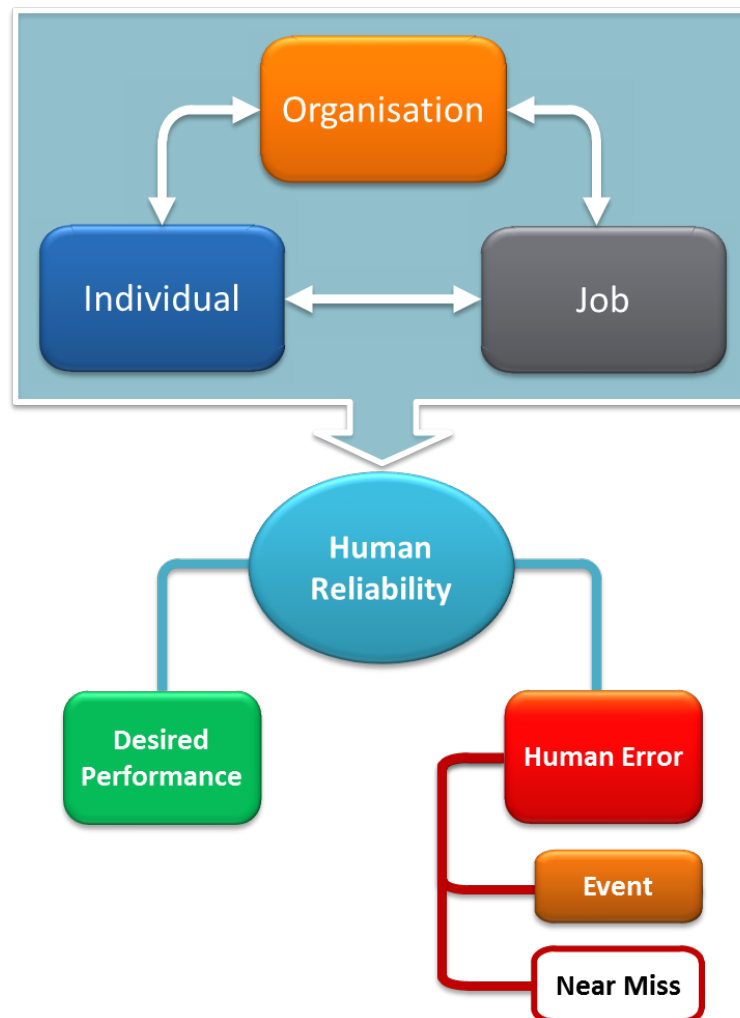 Organisation
Individual
Job
Human
Reliability
Desired
Performance
Human Error
Event
Near Miss